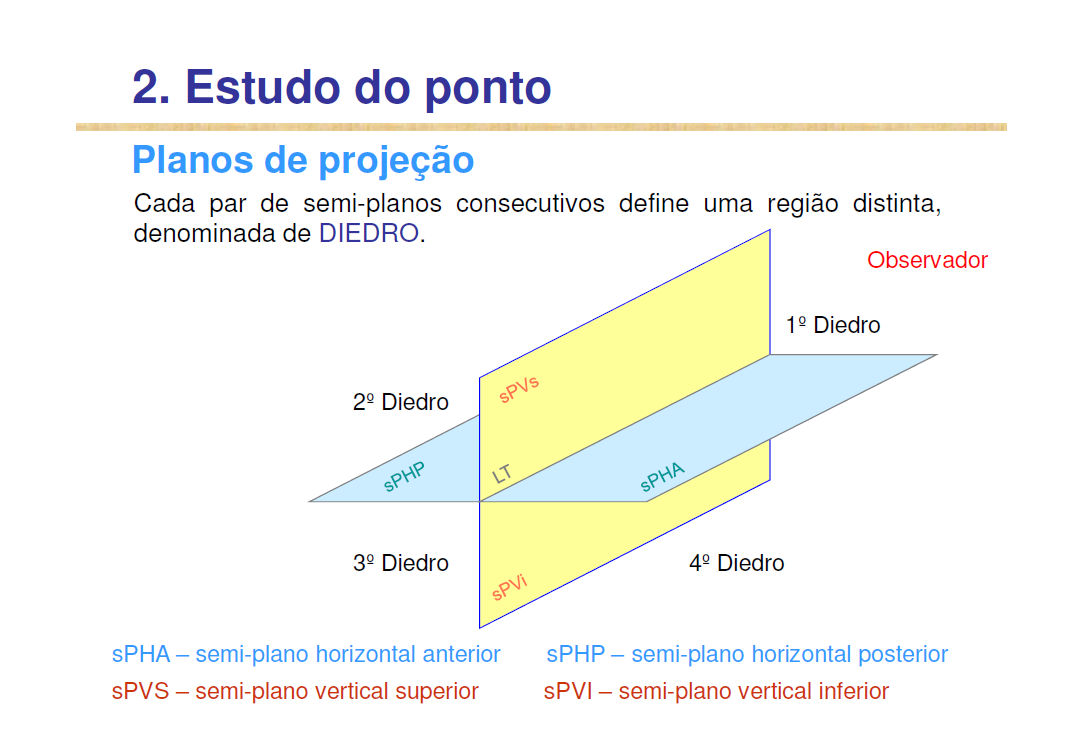 2. Estudo do ponto
Planos de projeção
Cada par de semi-planos consecutivos define uma região distinta,
denominada de DIEDRO.
Observador
1º Diedro
sPVs
2º Diedro
sPHP
LT
sPHA
3º Diedro
4º Diedro
sPVi
sPHA – semi-plano horizontal anterior
sPHP – semi-plano horizontal posterior
sPVS – semi-plano vertical superior
sPVI – semi-plano vertical inferior